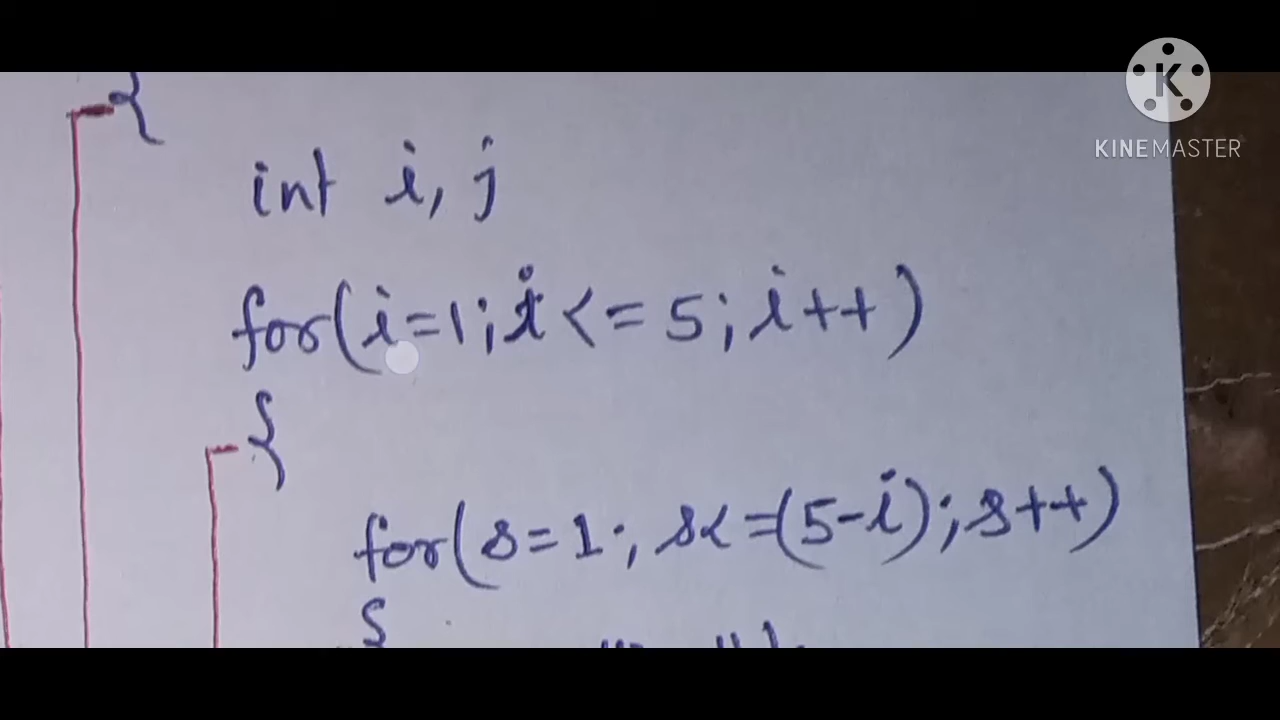 {
int i, j
for(i=1;i<=5;i++)
{
for(s=1; s<=(5-i);s++)
{
K
KINEMASTER